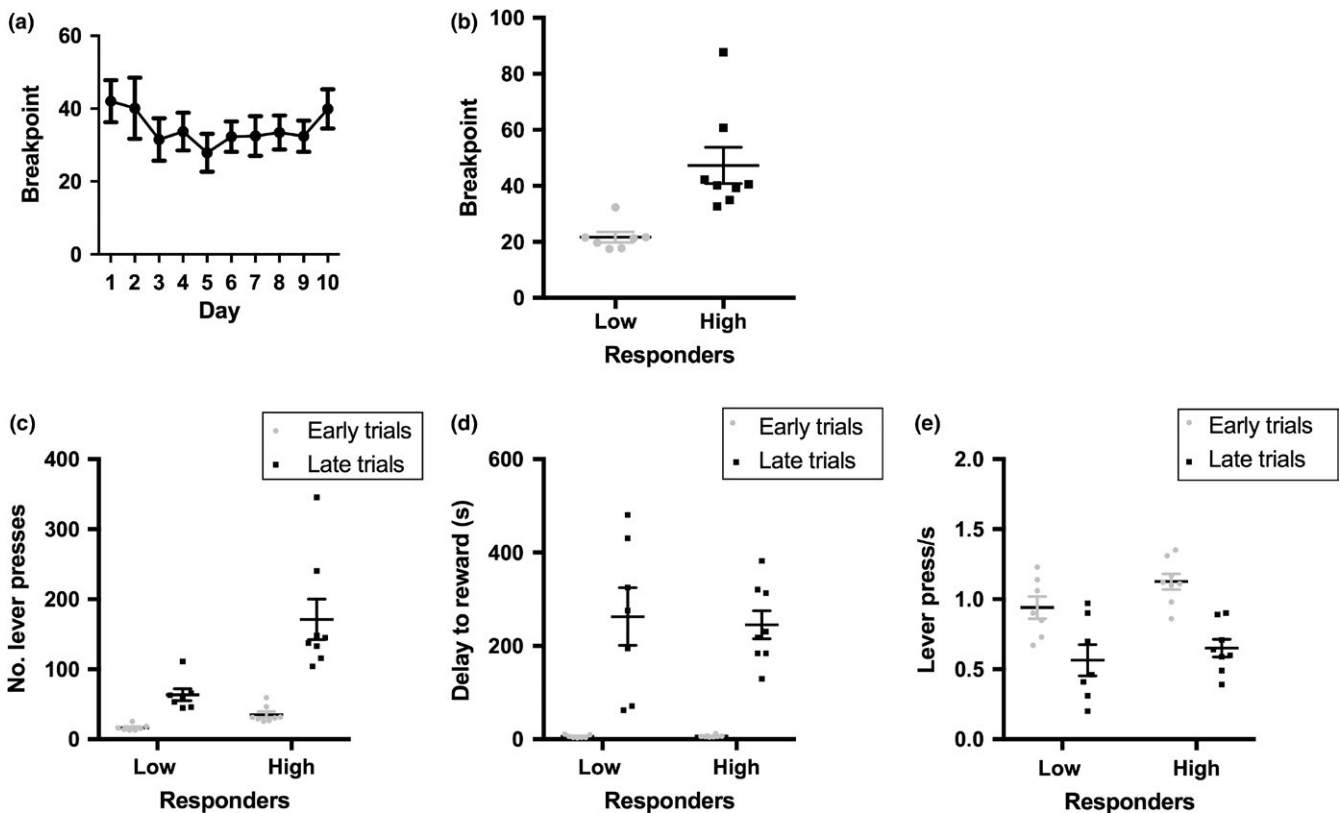 (a)
60
40
20
0
Breakpoint
1 2 3 4 5 6 7 8 9 10
Day
(b)
100
80
60
40
20
0
Breakpoint
Low High
Responders
(c)
Early trials
Late trials
400
300
200
100
0
No. lever presses
Low High
Responders
(d)
Early trials
Late trials
600
400
200
0
Delay to reward (s)
Low High
Responders
(e)
Early trials
Late trials
2.0
1.5
1.0
0.5
0.0
Lever press/s
Low High
Responders